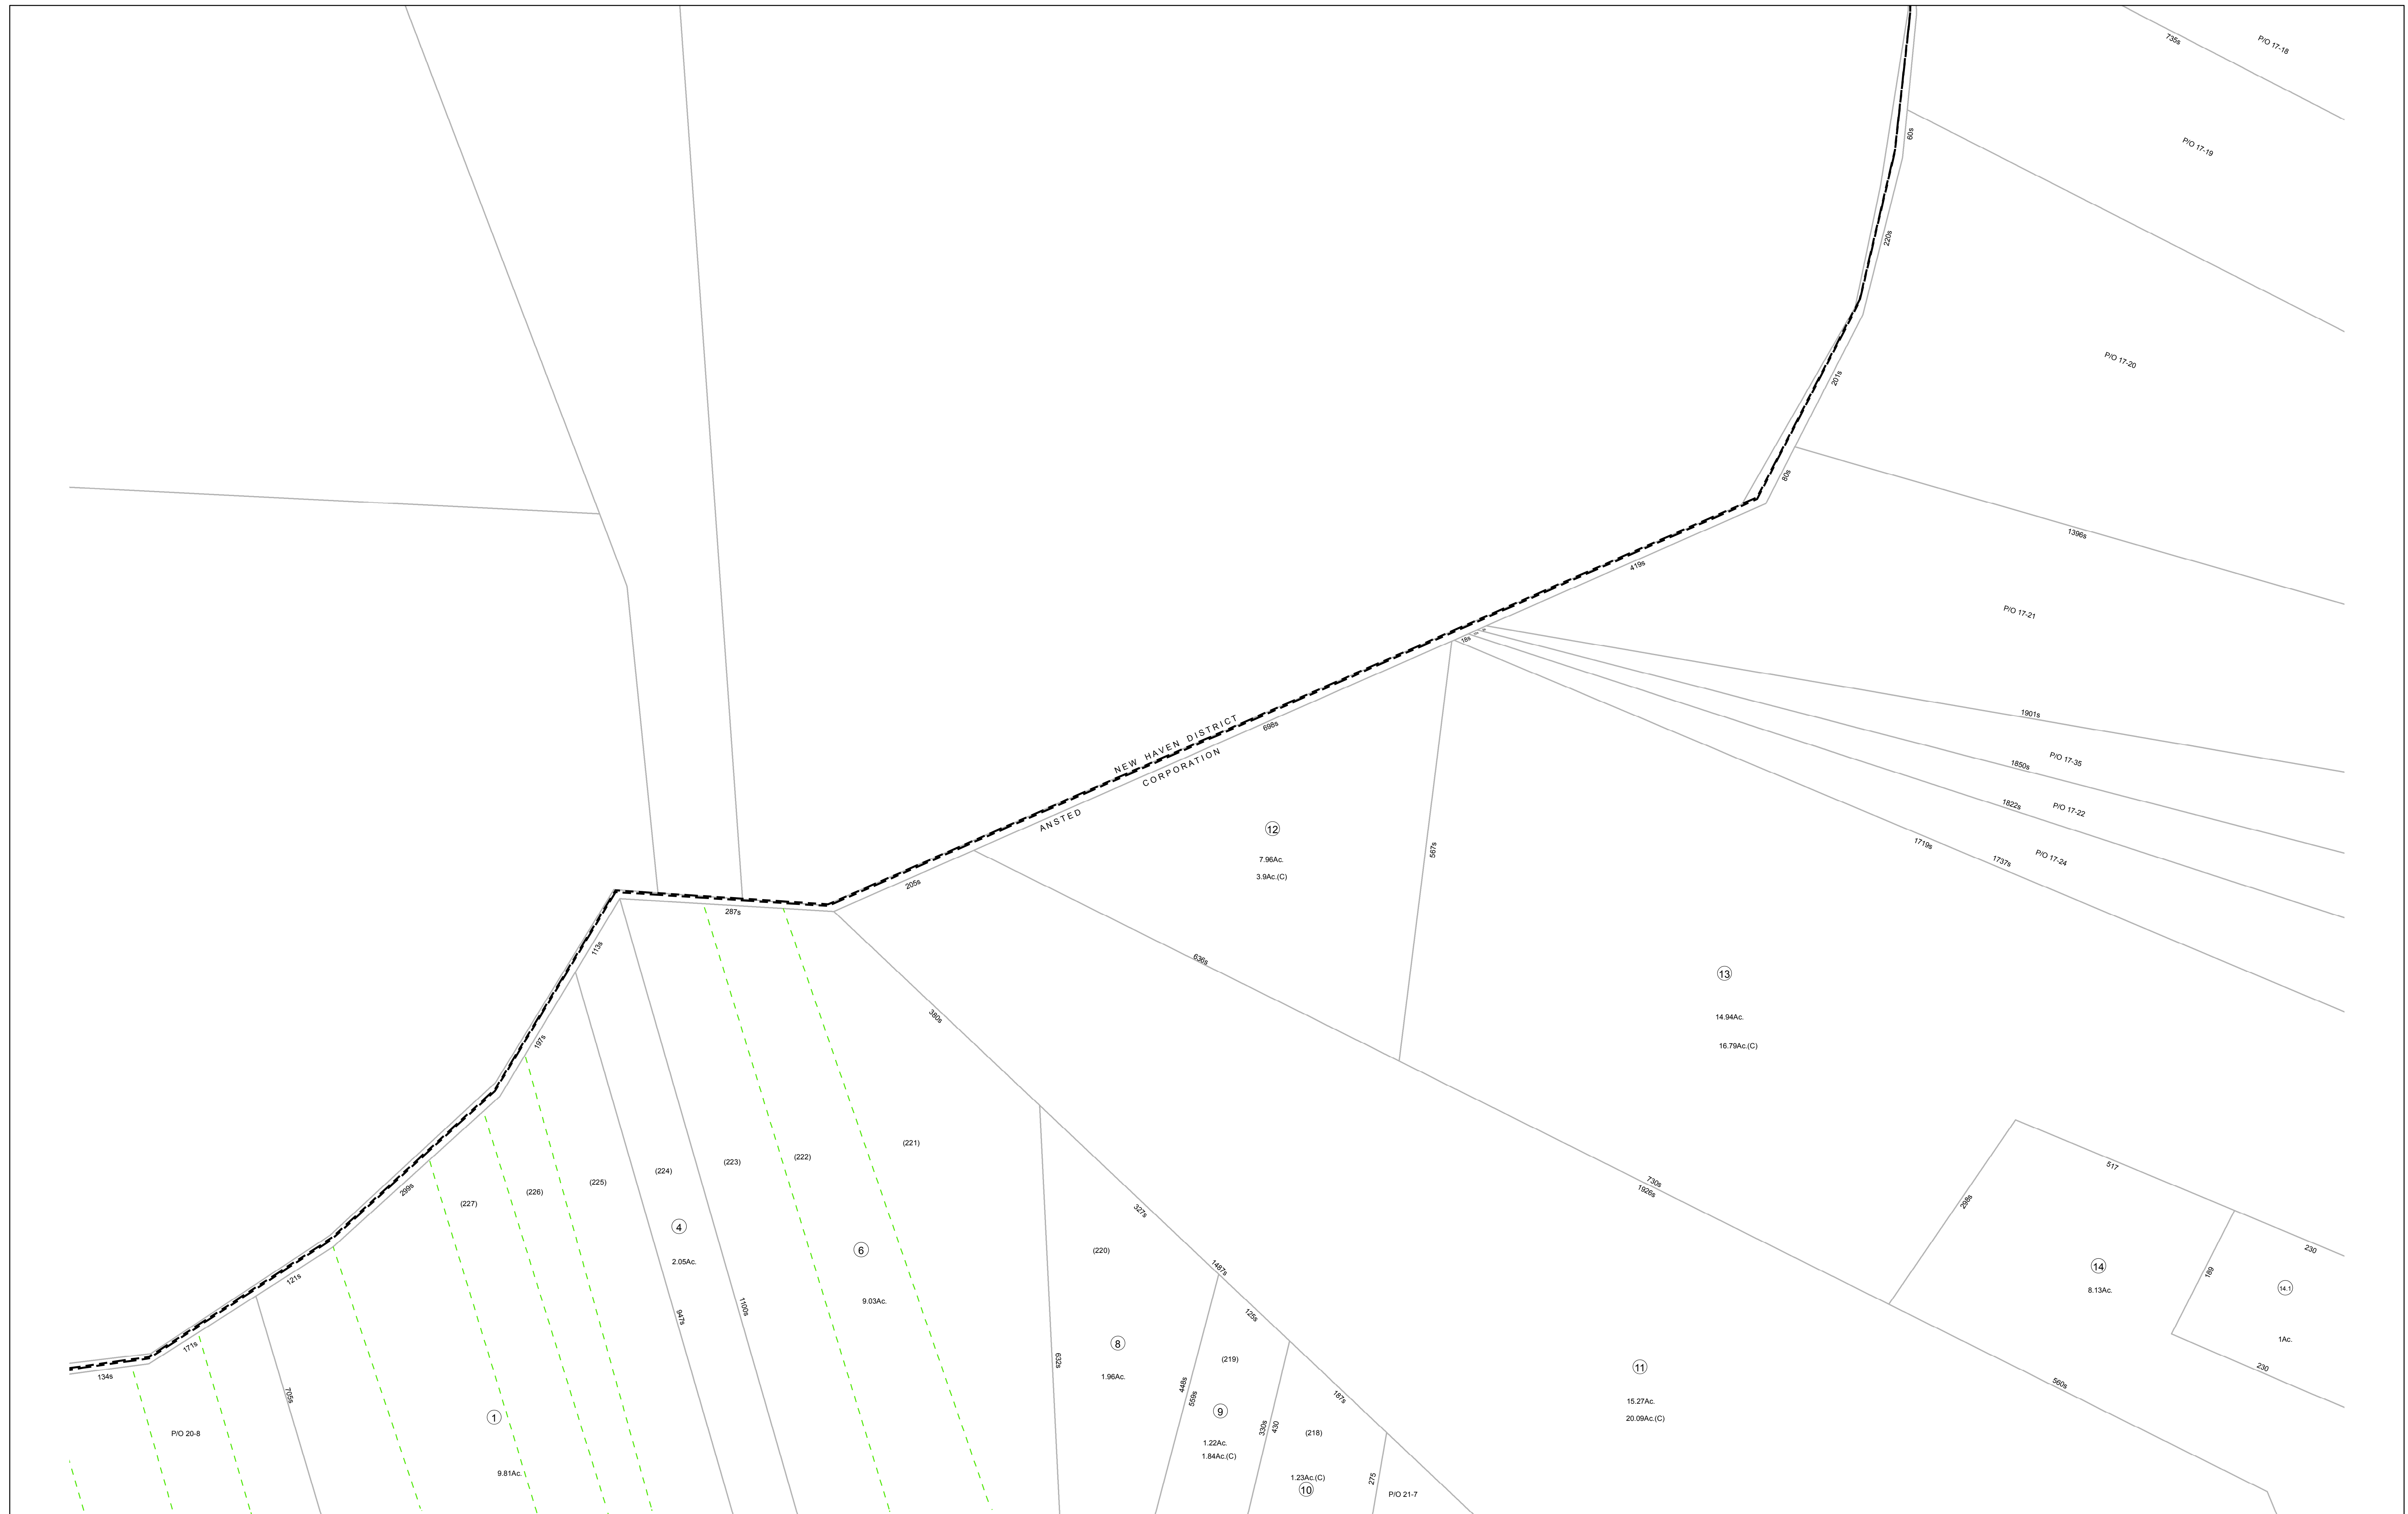 735s
P/O 17-18
60s
P/O 17-19
220s
P/O 17-20
201s
80s
1396s
419s
P/O 17-21
18s
NEW HAVEN DISTRICT
696s
ANSTED CORPORATION
1901s
P/O 17-35
1850s
P/O 17-22
1822s
1719s
1737s
P/O 17-24
12
7.96Ac.
3.9Ac.(C)
567s
205s
287s
113s
636s
13
14.94Ac.
16.79Ac.(C)
380s
197s
(221)
(222)
(223)
(224)
(225)
(226)
(227)
299s
4
2.05Ac.
6
9.03Ac.
327s
730s
1926s
517
298s
230
(220)
1487s
14
8.13Ac.
189
14.1
1Ac.
230
121s
171s
134s
947s
1100s
125s
8
1.96Ac.
632s
(219)
448s
559s
187s
11
15.27Ac.
20.09Ac.(C)
560s
705s
1
9.81Ac.
P/O 20-8
9
1.22Ac.
1.84Ac.(C)
330s
430
(218)
1.23Ac.(C)
10
275
P/O 21-7